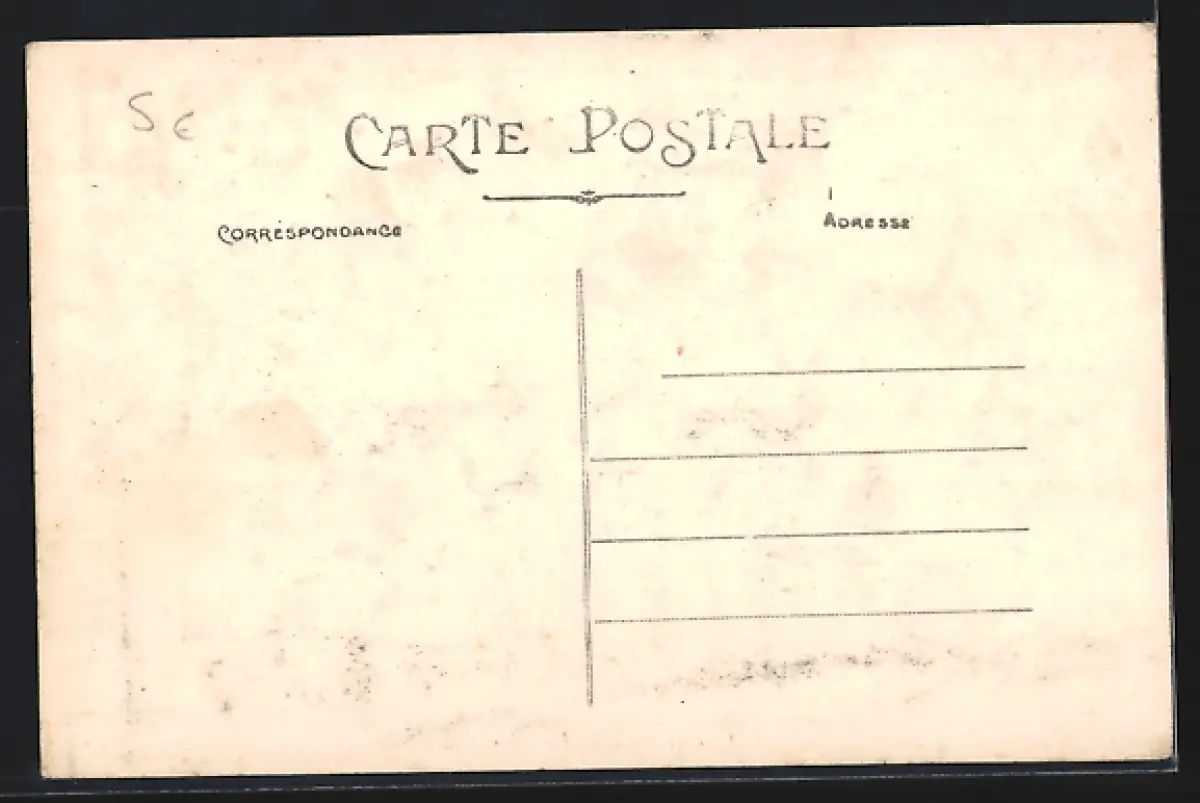 5 €
CARTE POSTALE
CORRESPONDANCE
ADRESSE